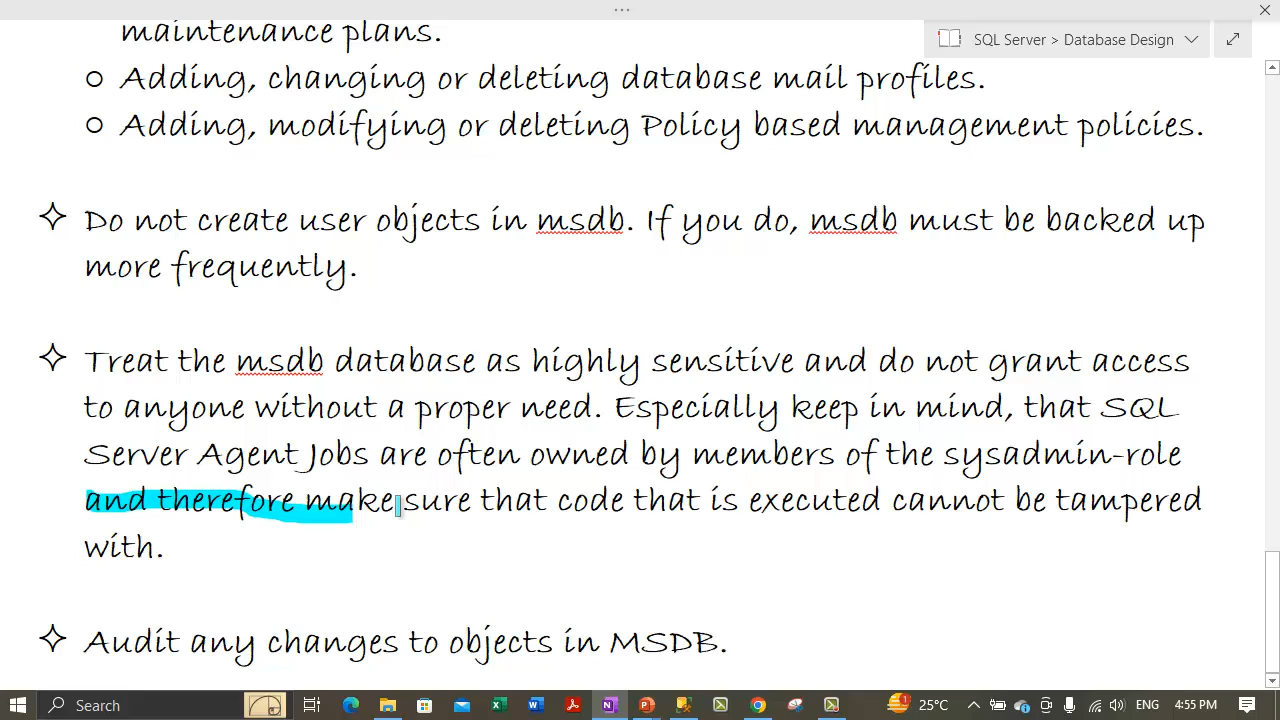 SQL Server > Database Design
maintenance plans.
○ Adding, changing or deleting database mail profiles.
○ Adding, modifying or deleting Policy based management policies.
✧ Do not create user objects in msdb. If you do, msdb must be backed up
more frequently.
✧ Treat the msdb database as highly sensitive and do not grant access
to anyone without a proper need. Especially keep in mind, that SQL
Server Agent Jobs are often owned by members of the sysadmin-role
and therefore make sure that code that is executed cannot be tampered
with.
✧ Audit any changes to objects in MSDB.
Search 25°C ENG 4:55 PM